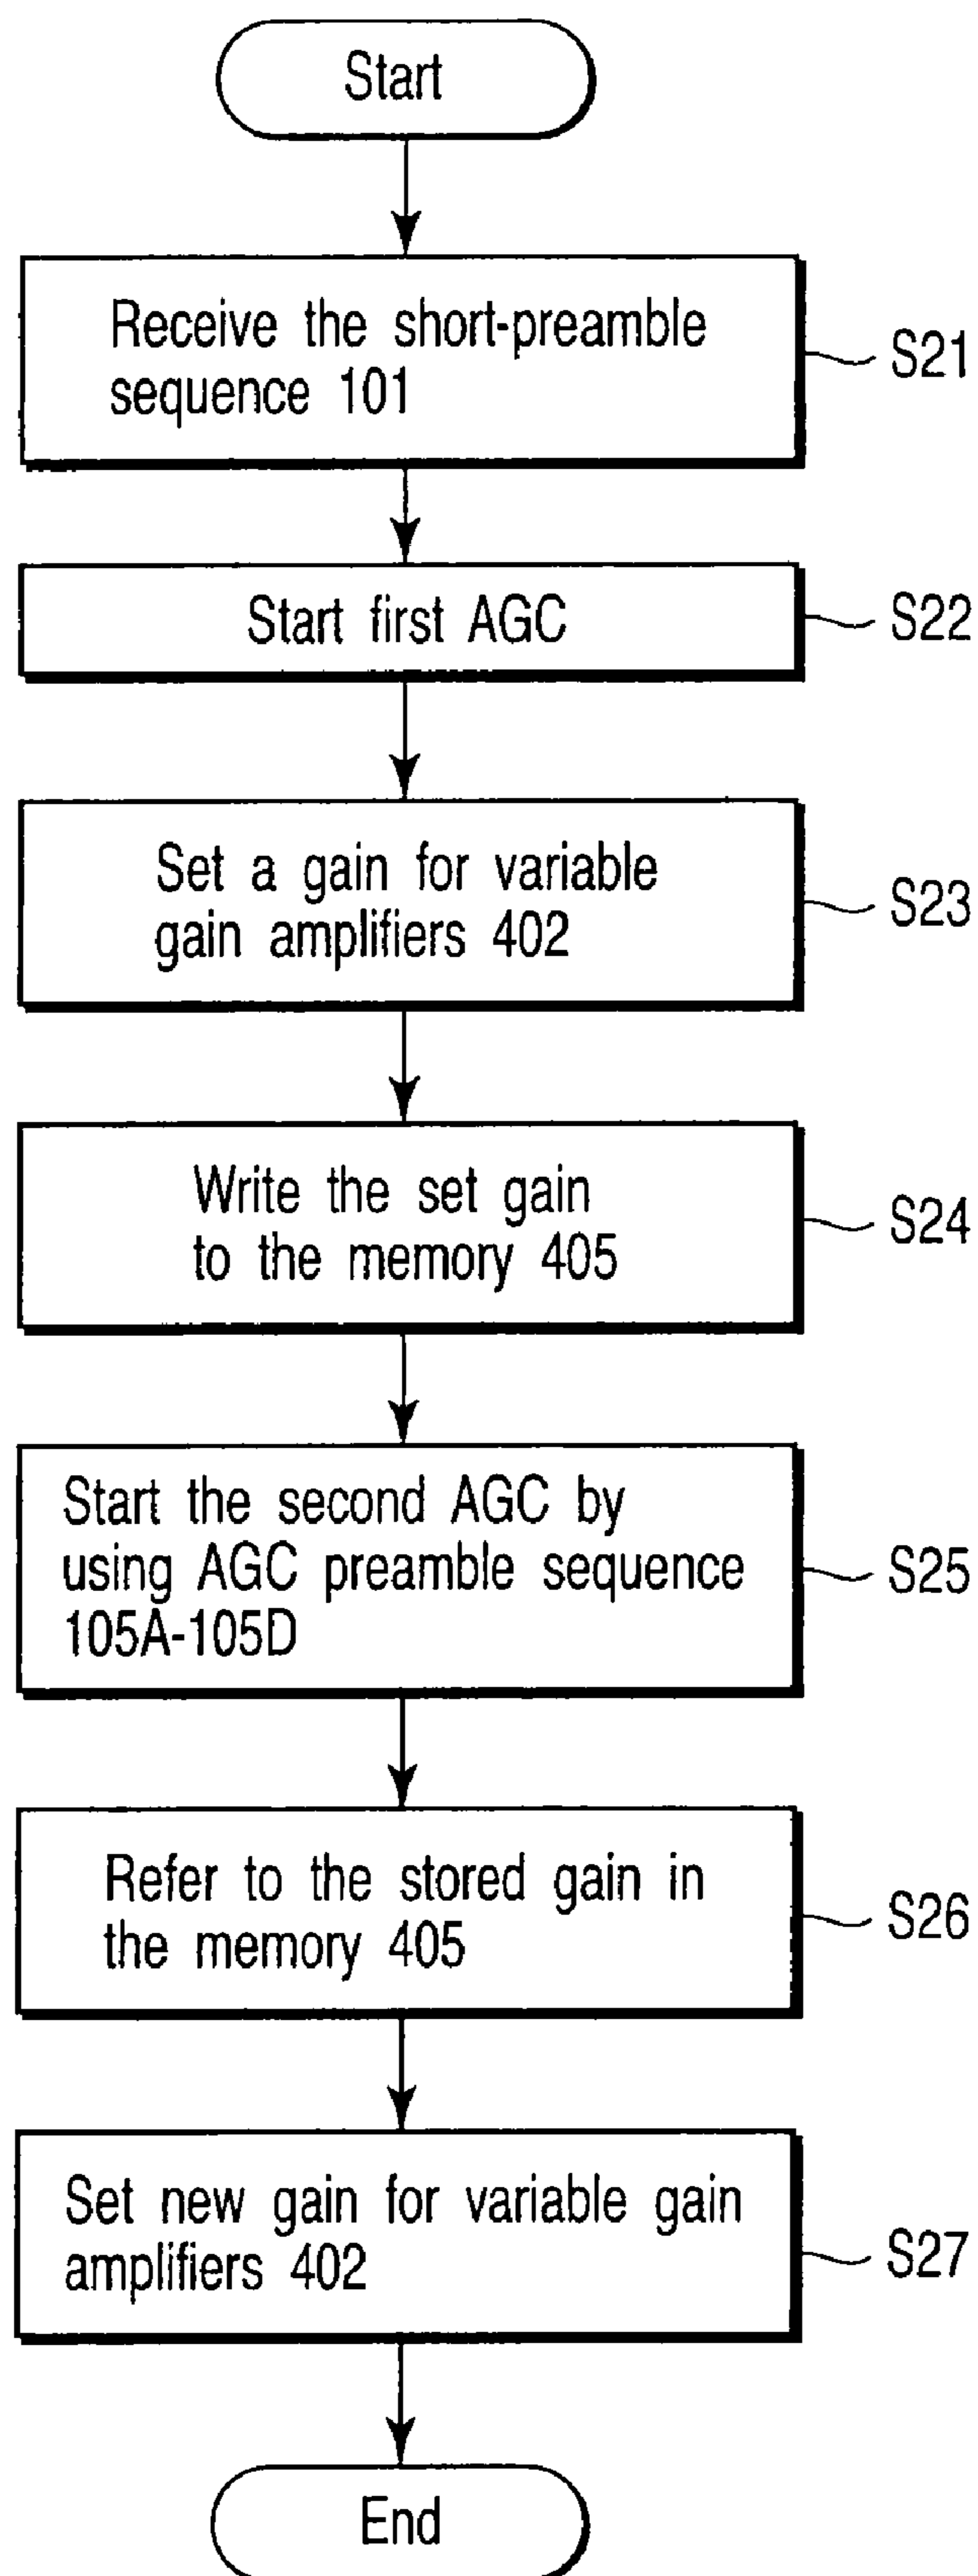 Start
Receive the short-preamble
sequence 101
S21
Start first AGC
S22
Set a gain for variable
gain amplifiers 402
S23
Write the set gain
to the memory 405
S24
Start the second AGC by
using AGC preamble sequence
105A-105D
S25
Refer to the stored gain in
the memory 405
S26
Set new gain for variable gain
amplifiers 402
S27
End